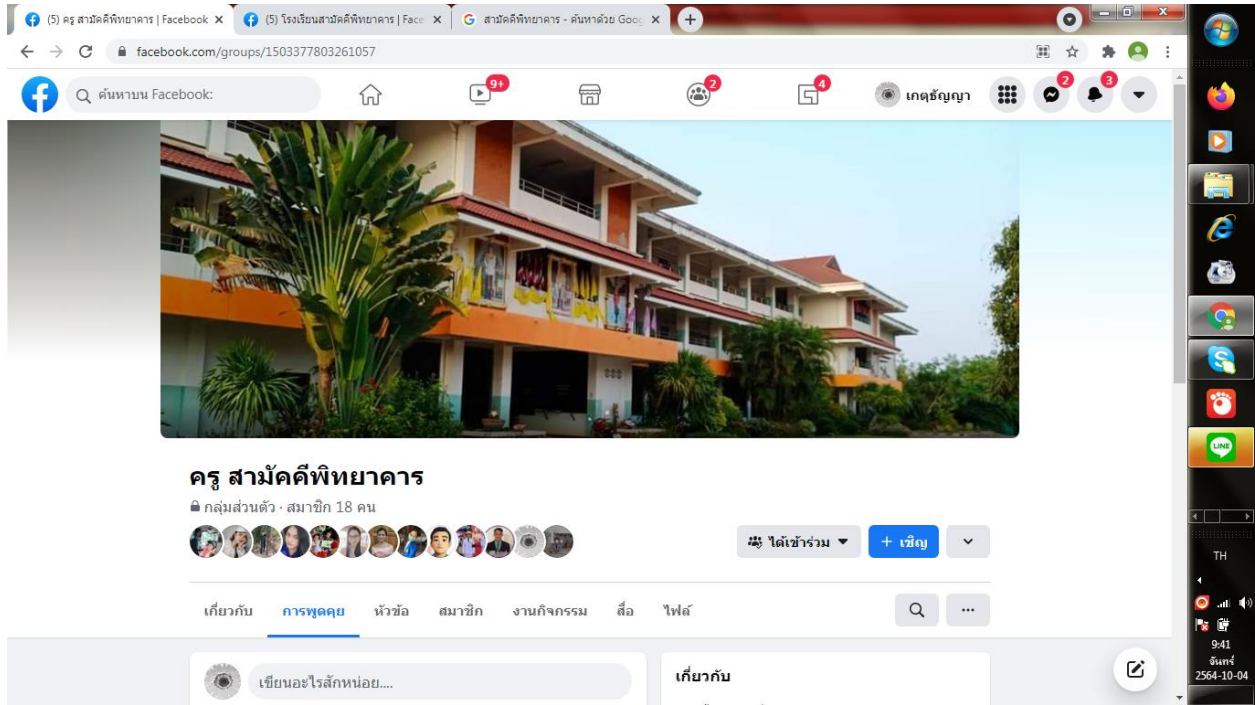 (5) ครู สามัคคีพิทยาคาร | Facebook
(5) โรงเรียนสามัคคีพิทยาคาร | Face
สามัคคีพิทยาคาร - ค้นหาด้วย Goog
facebook.com/groups/1503377803261057
ค้นหาบน Facebook:
9+
2
4
เกตุธัญญา
2
3
ครู สามัคคีพิทยาคาร
กลุ่มส่วนตัว · สมาชิก 18 คน
ได้เข้าร่วม
+ เชิญ
เกี่ยวกับ
การพูดคุย
หัวข้อ
สมาชิก
งานกิจกรรม
สื่อ
ไฟล์
เขียนอะไรสักหน่อย....
เกี่ยวกับ
LINE
TH
9:41
จันทร์
2564-10-04